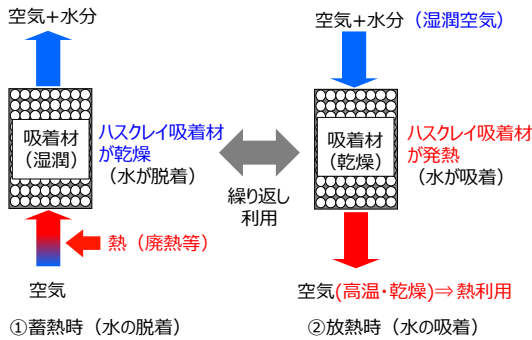 空気+水分
吸着材
(湿潤)
ハスクレイ吸着材
が乾燥
(水が脱着)
熱(廃熱等)
空気
①蓄熱時(水の脱着)
繰り返し
利用
空気+水分(湿潤空気)
吸着材
(乾燥)
ハスクレイ吸着材
が発熱
(水が吸着)
空気(高温・乾燥)⇒熱利用
②放熱時(水の吸着)